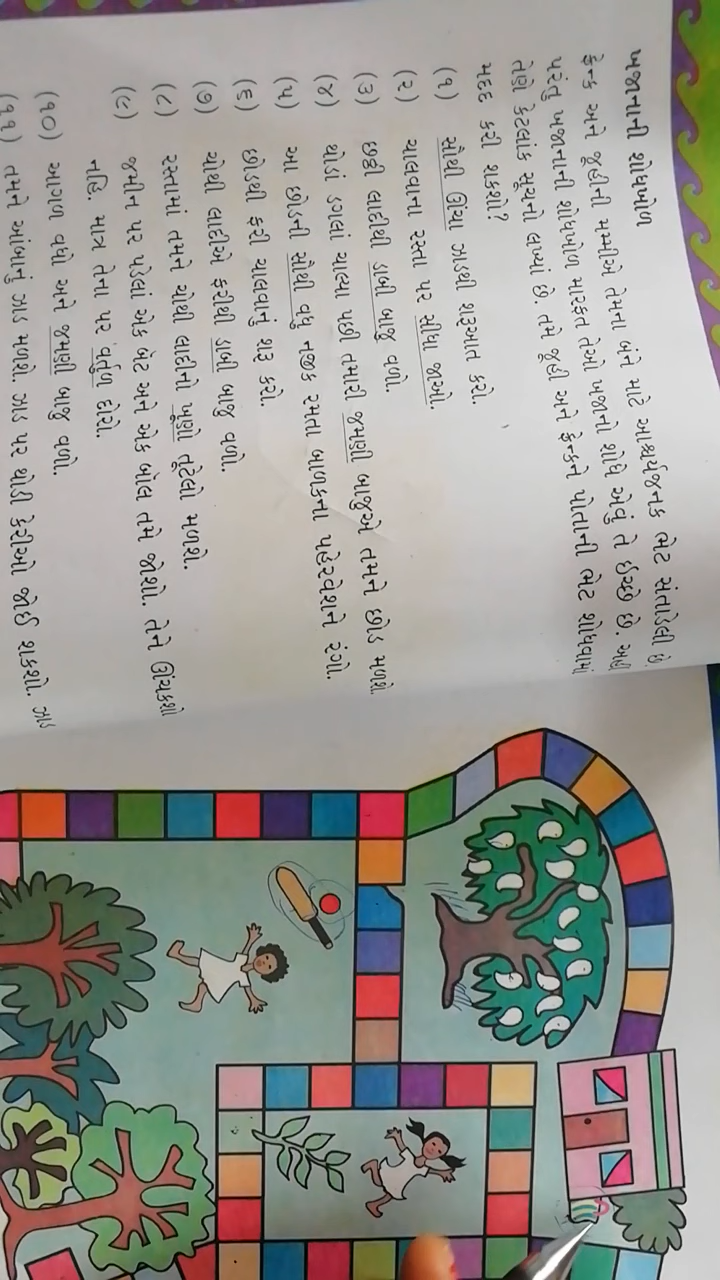 ખજાનાની શોધખોળ
ફેન્ક અને જૂહીની મમ્મીએ તેમના બંને માટે આશ્ચર્યજનક ભેટ સંતાડેલી છે.
પરંતુ ખજાનાની શોધખોળ મારફત તેઓ ખજાનો શોધે એવું તે ઈચ્છે છે. અહીં
તેણે કેટલાંક સૂચનો લખ્યાં છે. તમે જૂહી અને ફેન્કને પોતાની ભેટ શોધવામાં
મદદ કરી શકશો?
(૧) સૌથી ઊંચા ઝાડથી શરૂઆત કરો.
(૨) ચાલવાના રસ્તા પર સીધા જાઓ.
(૩) છઠ્ઠી લાદીથી ડાબી બાજુ વળો.
(૪) થોડાં ડગલાં ચાલ્યા પછી તમારી જમણી બાજુએ તમને છોડ મળશે.
(૫) આ છોડની સૌથી વધુ નજીક રમતા બાળકના પહેરવેશને રંગો.
(૬) છોડથી ફરી ચાલવાનું શરૂ કરો.
(૭) ચોથી લાદીએ ફરીથી ડાબી બાજુ વળો.
(૮) રસ્તામાં તમને ચોથી લાદીનો ખૂણો તૂટેલો મળશે.
(૯) જમીન પર પડેલાં એક બેટ અને એક બોલ તમે જોશો. તેને ઊંચકશો
નહિ. માત્ર તેના પર વર્તુળ દોરો.
(૧૦) આગળ વધો અને જમણી બાજુ વળો.
(૧૧) તમને આંબાનું ઝાડ મળશે. ઝાડ પર થોડી કેરીઓ જોઈ શકશો. ઝાડ